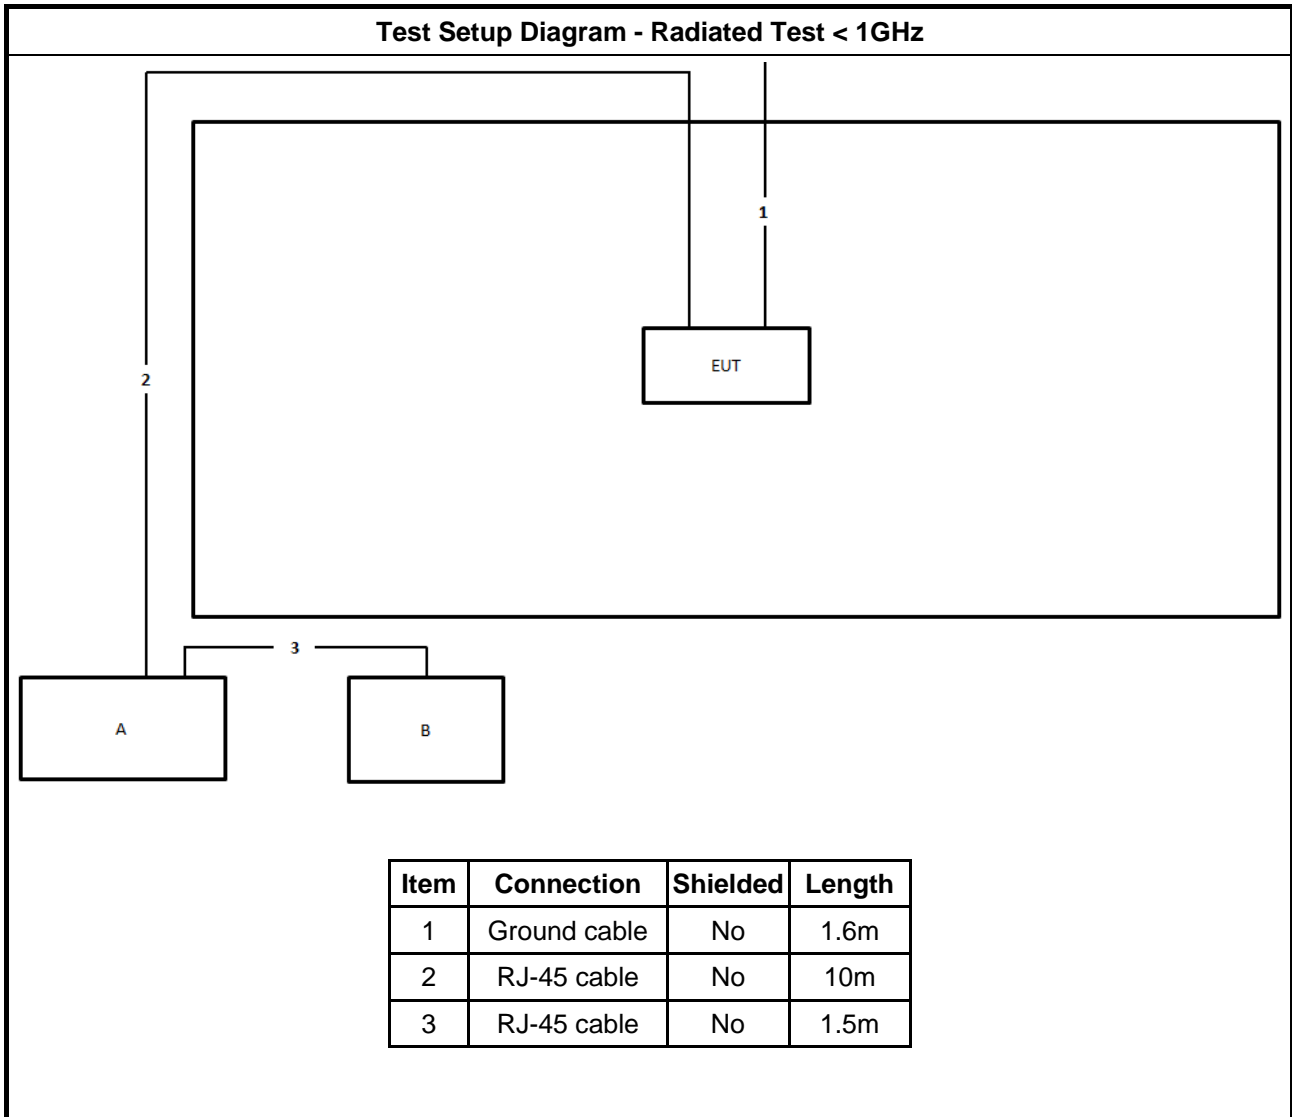 Test Setup Diagram - Radiated Test < 1GHz
1
EUT
2
3
A
B
Item Connection Shielded Length
1 Ground cable No 1.6m
2 RJ-45 cable No 10m
3 RJ-45 cable No 1.5m